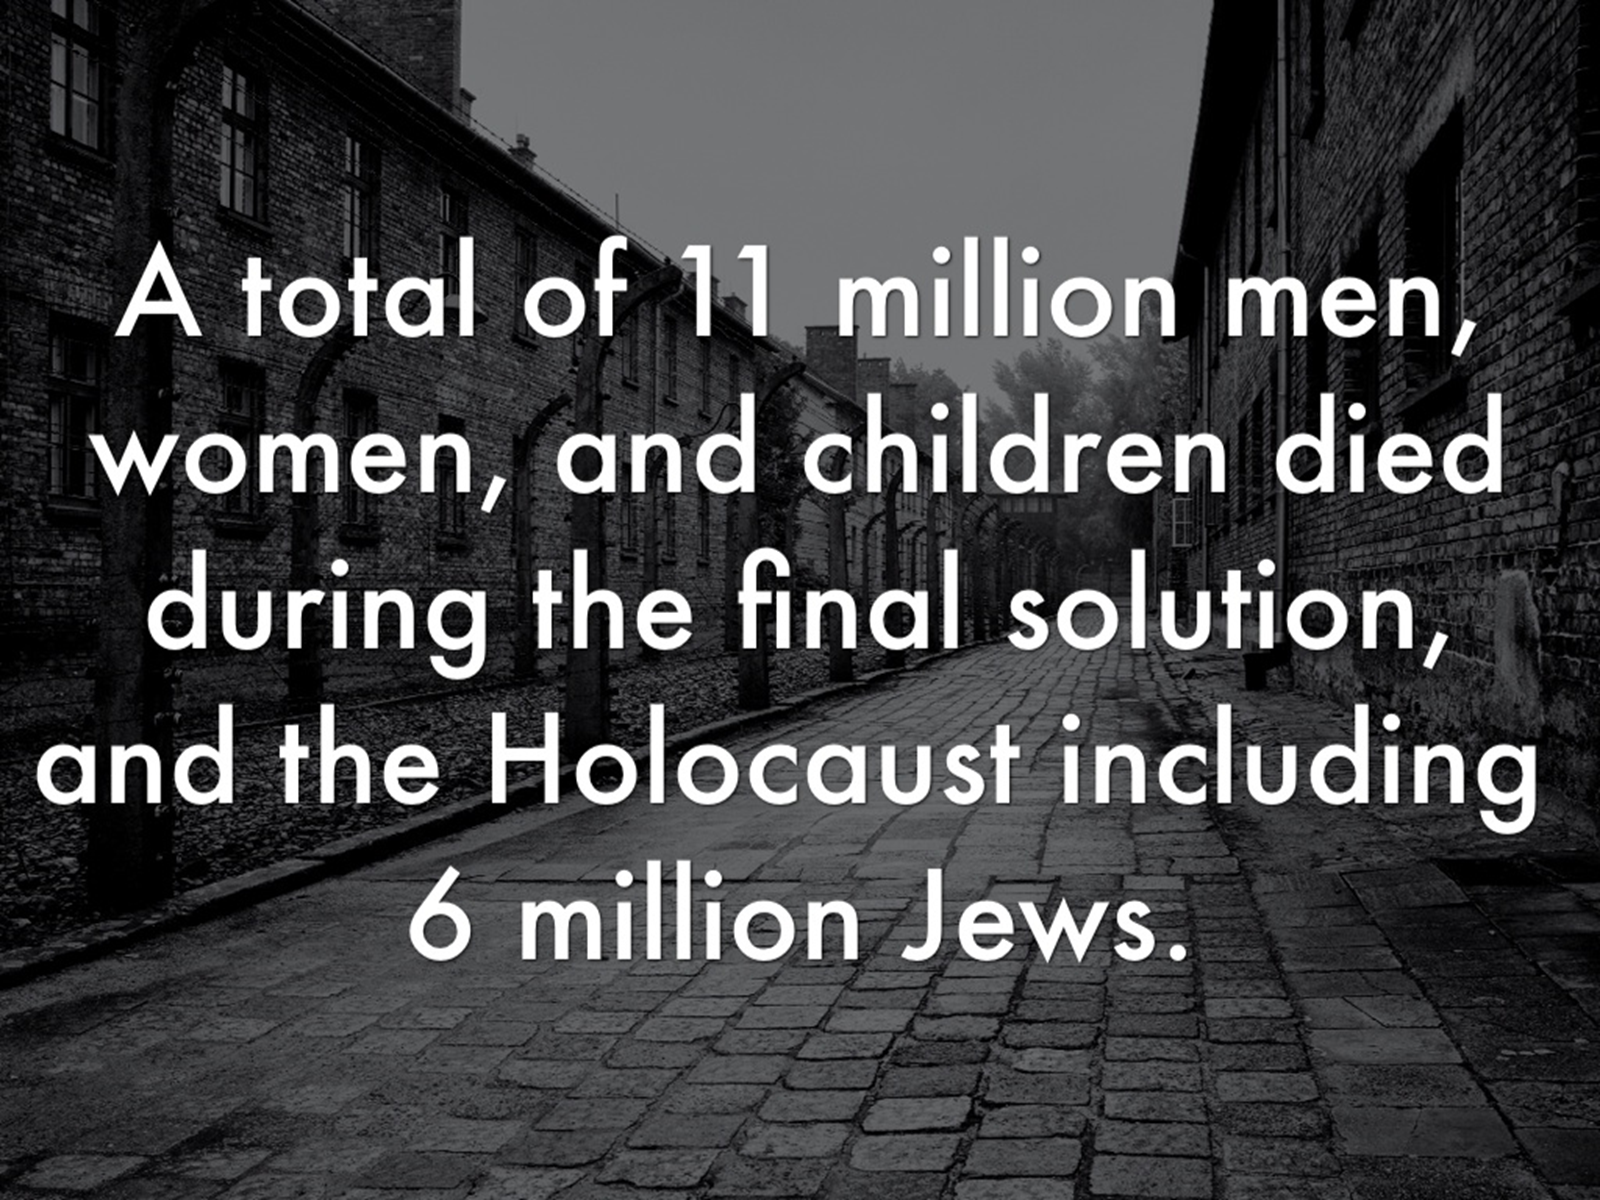 A total of 11 million men,
women, and children died
during the final solution,
and the Holocaust including
6 million Jews.